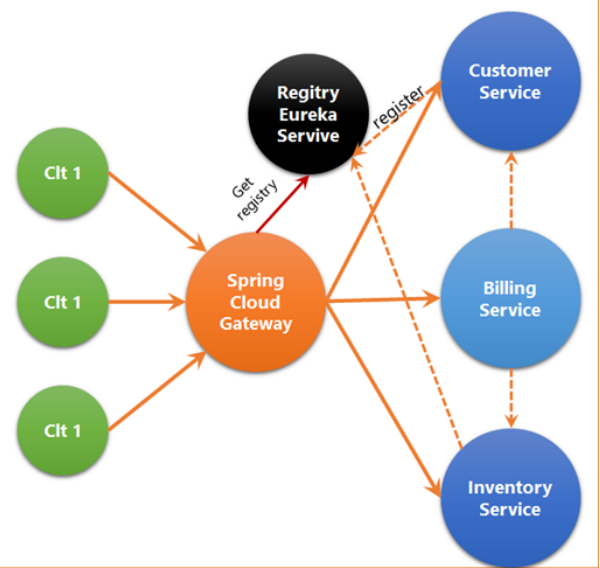 Customer
Service
Regitry
Eureka
Servive
register
Clt 1
Get
registry
Clt 1
Spring
Cloud
Gateway
Billing
Service
Clt 1
Inventory
Service